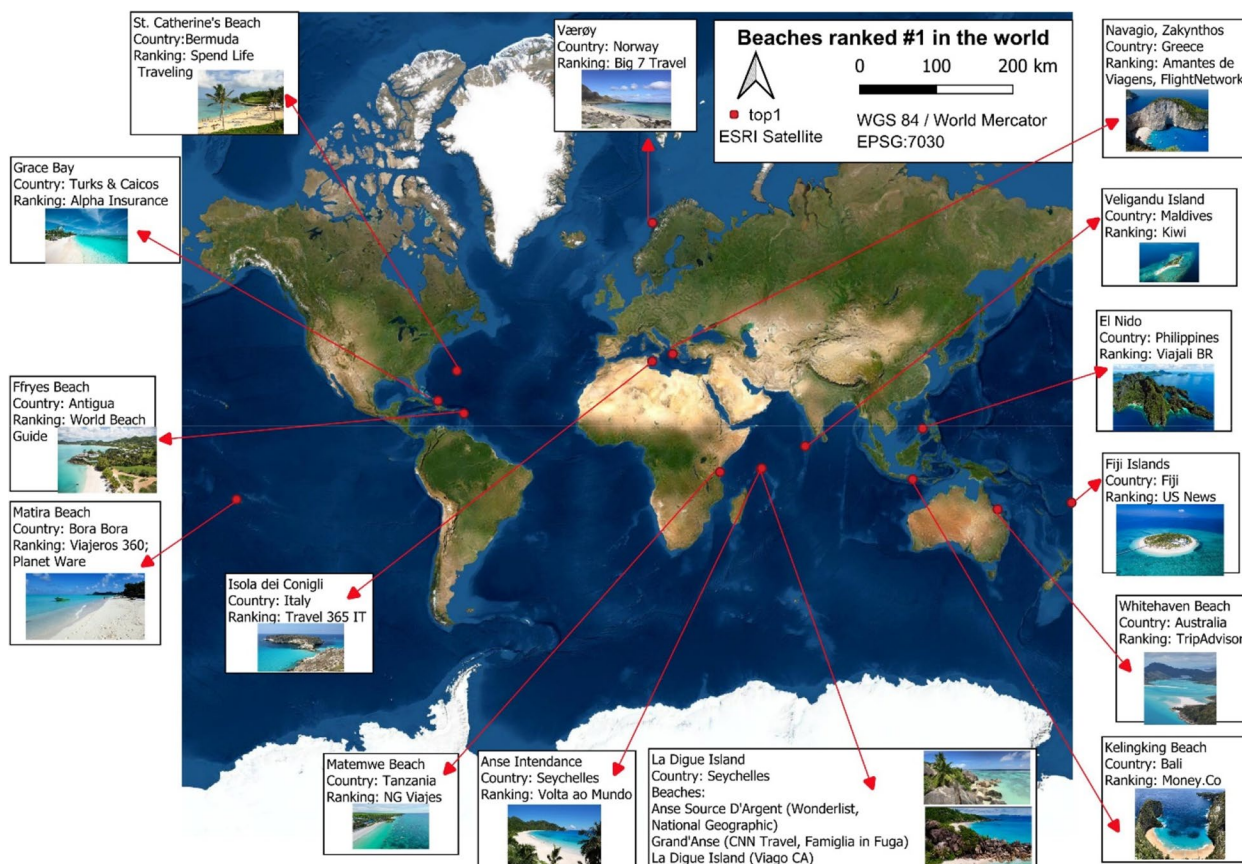 St. Catherine's Beach
Country:Bermuda
Ranking: Spend Life
Traveling
Værøy
Country: Norway
Ranking: Big 7 Travel
Beaches ranked #1 in the world
0 100 200 km
top1
ESRI Satellite
WGS 84 / World Mercator
EPSG:7030
Navagio, Zakynthos
Country: Greece
Ranking: Amantes de
Viagens, FlightNetwork
Grace Bay
Country: Turks & Caicos
Ranking: Alpha Insurance
Veligandu Island
Country: Maldives
Ranking: Kiwi
El Nido
Country: Philippines
Ranking: Viajali BR
Ffryes Beach
Country: Antigua
Ranking: World Beach
Guide
Fiji Islands
Country: Fiji
Ranking: US News
Matira Beach
Country: Bora Bora
Ranking: Viajeros 360;
Planet Ware
Isola dei Conigli
Country: Italy
Ranking: Travel 365 IT
Whitehaven Beach
Country: Australia
Ranking: TripAdvisor
Matemwe Beach
Country: Tanzania
Ranking: NG Viajes
Anse Intendance
Country: Seychelles
Ranking: Volta ao Mundo
La Digue Island
Country: Seychelles
Beaches:
Anse Source D'Argent (Wonderlist,
National Geographic)
Grand'Anse (CNN Travel, Famiglia in Fuga)
La Digue Island (Viago CA)
Kelingking Beach
Country: Bali
Ranking: Money.Co